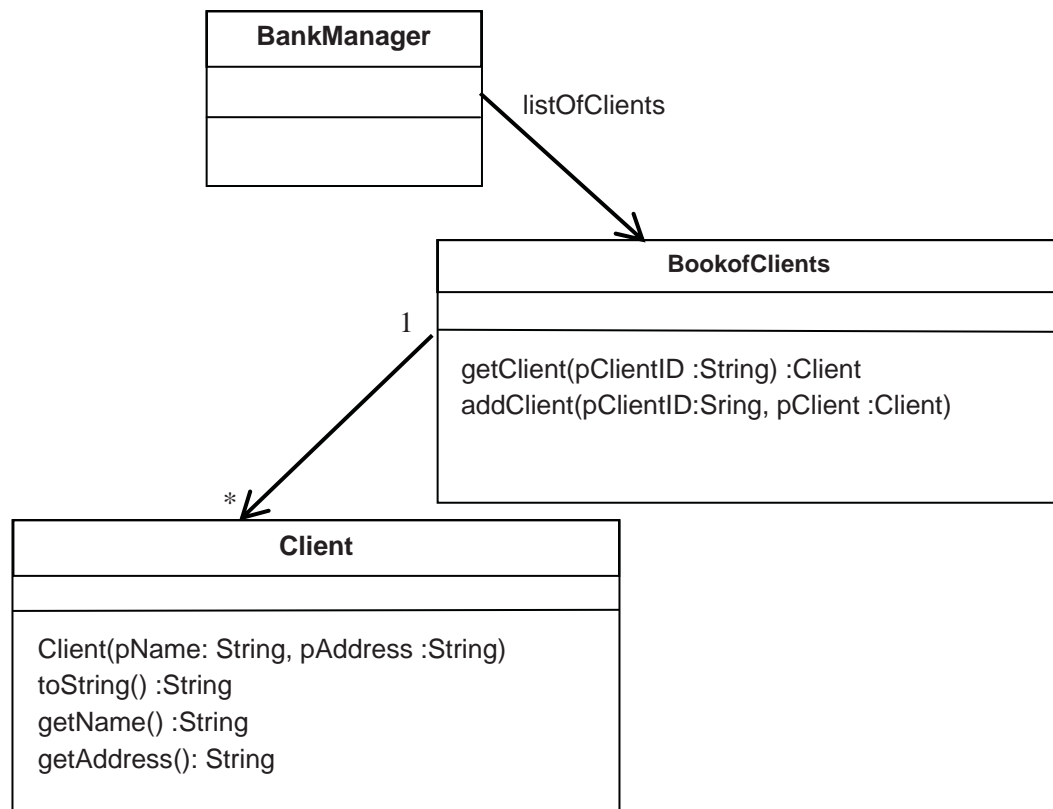 BankManager
listOfClients
BookofClients
1
getClient(pClientID :String) :Client
addClient(pClientID:Sring, pClient :Client)
*
Client
Client(pName: String, pAddress :String)
toString() :String
getName() :String
getAddress(): String